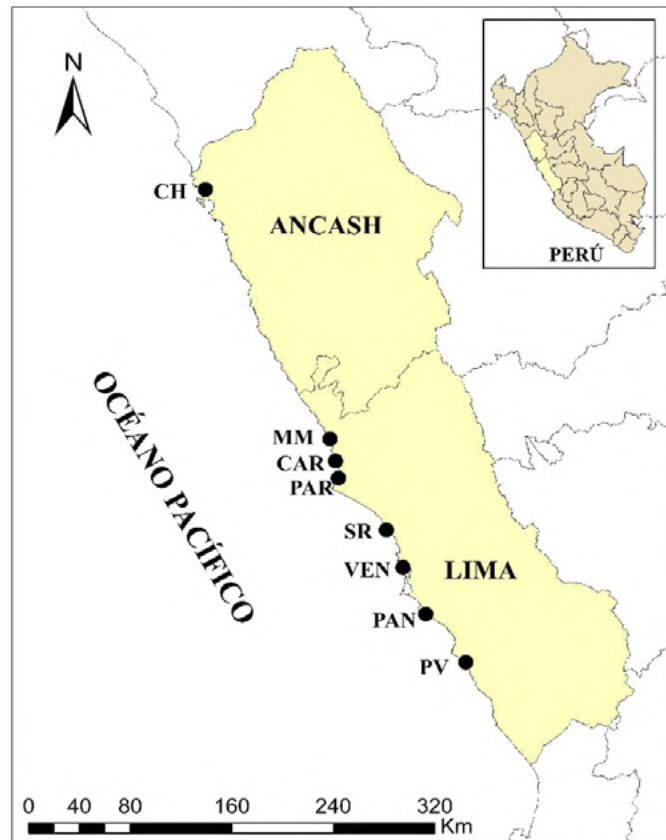 N
PERÚ
CH
ANCASH
OCÉANO PACÍFICO
MM
CAR
PAR
SR
VEN
LIMA
PAN
PV
0 40 80 160 240 320
Km